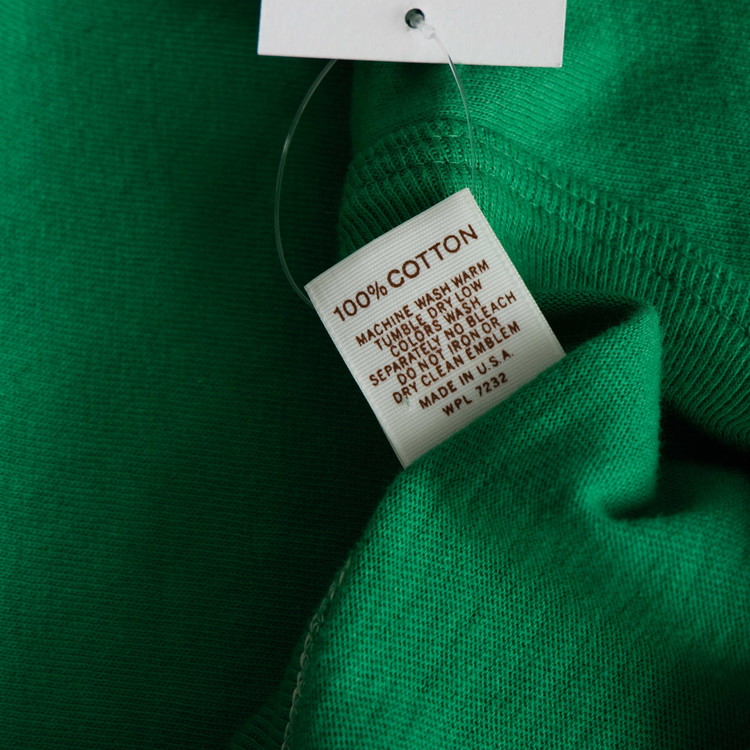 100% COTTON
MACHINE WASH WARM
TUMBLE DRY LOW
COLORS WASH
SEPARATELY NO BLEACH
DO NOT IRON OR
DRY CLEAN EMBLEM
MADE IN U.S.A.
WPL 7232